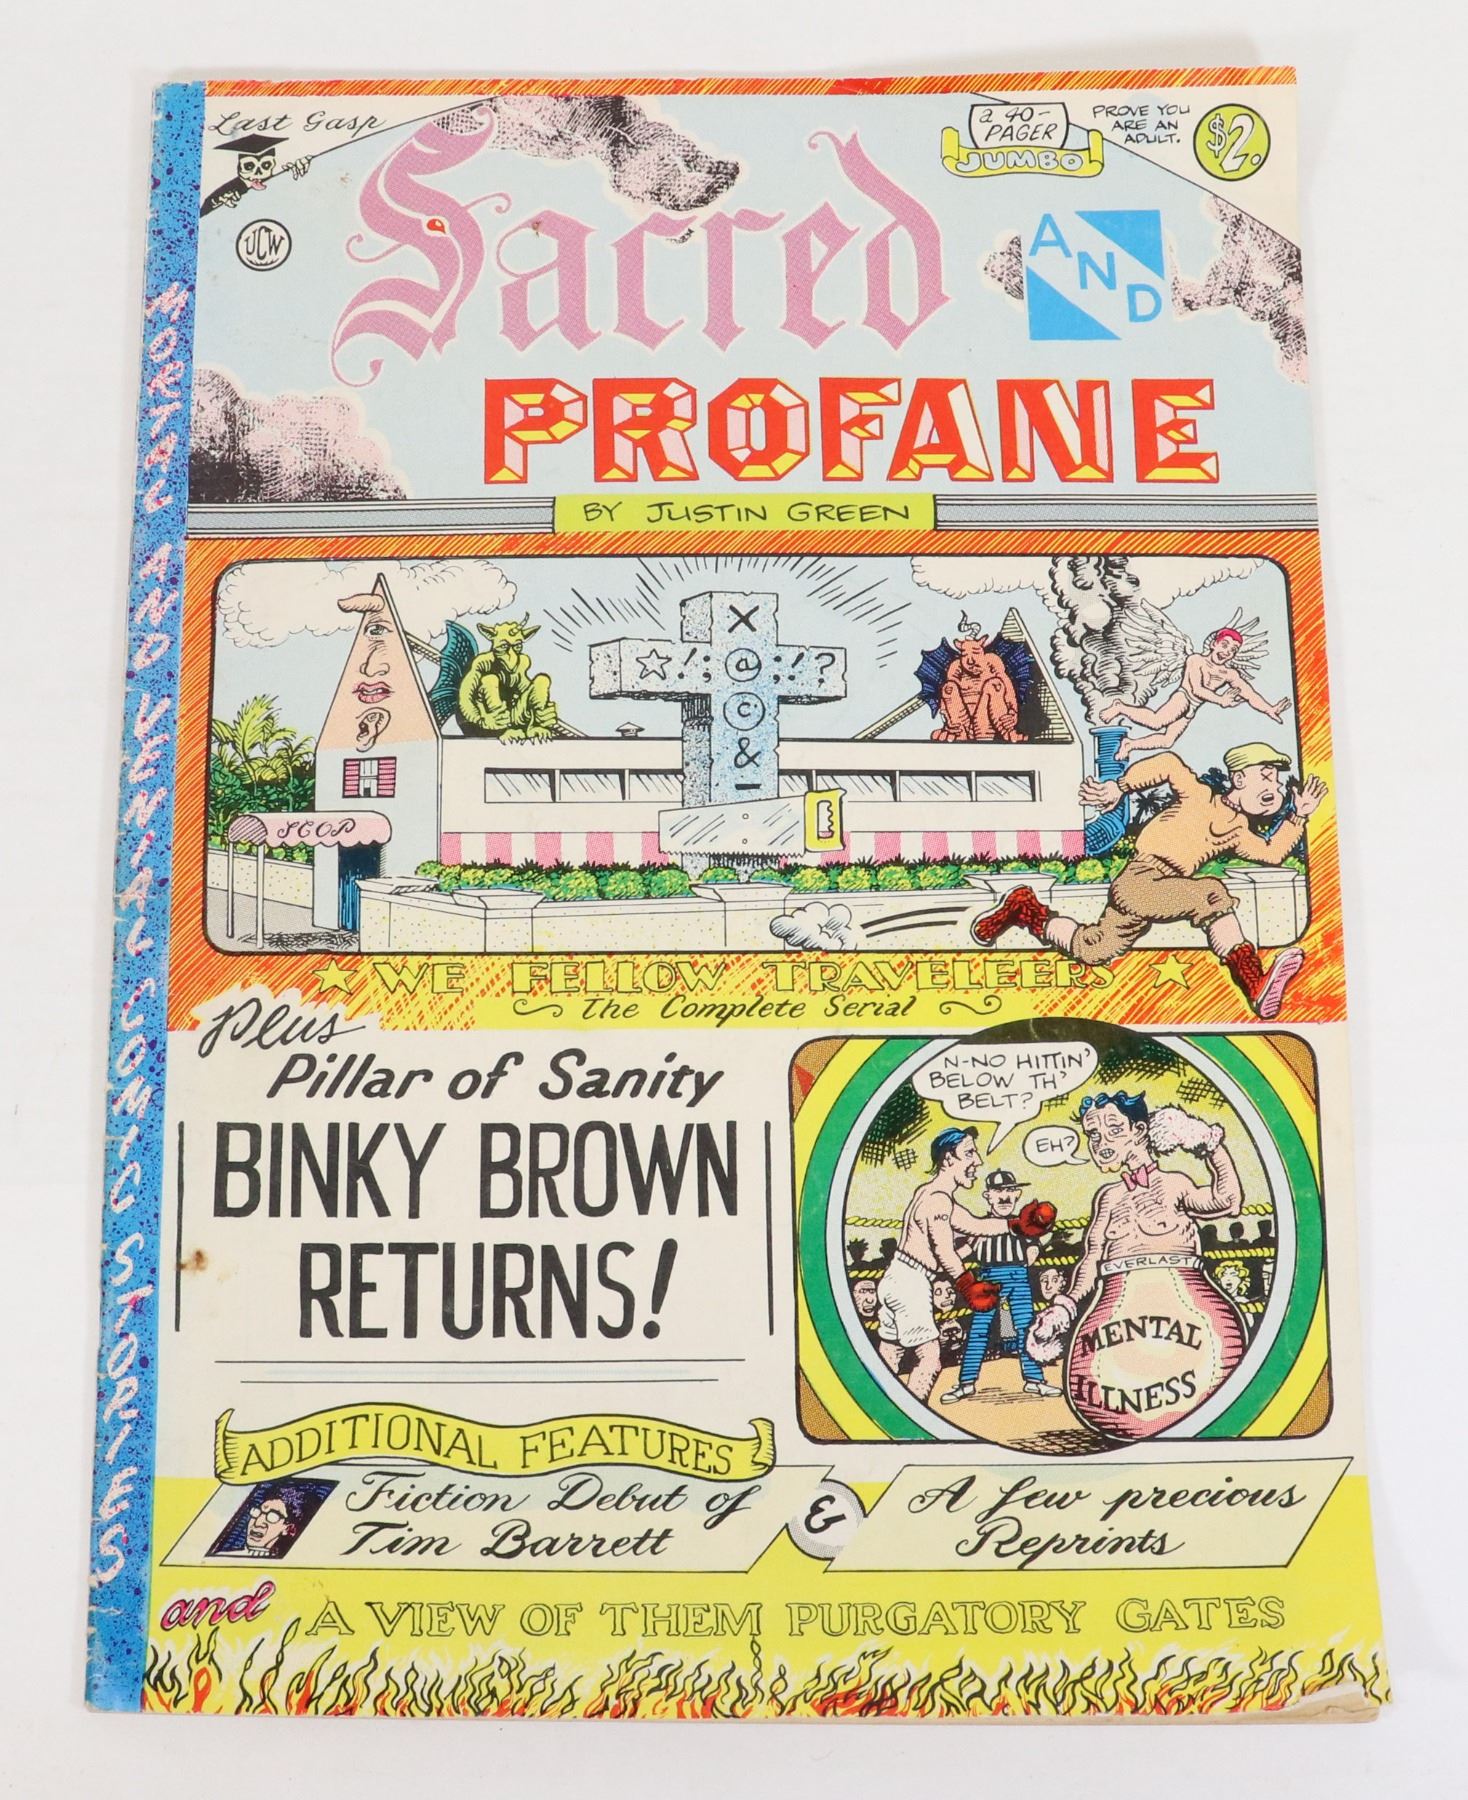 Last Gasp
UCW
a 40-
PAGER
JUMBO
PROVE YOU
ARE AN
ADULT.
$2.
Sacred
AND
PROFANE
BY JUSTIN GREEN
X
☆!;@;!?
©
&
–
SCOP
WE FELLOW TRAVELEERS
The Complete Serial
Plus
Pillar of Sanity
BINKY BROWN
RETURNS!
N-NO HITTIN'
BELOW TH'
BELT?
EH?
MO
EVERLAST
MENTAL
ILLNESS
ADDITIONAL FEATURES
Fiction Debut of
Tim Barrett
&
A few precious
Reprints
and A VIEW OF THEM PURGATORY GATES
MORTAL AND VENIAL COMIC STORIES